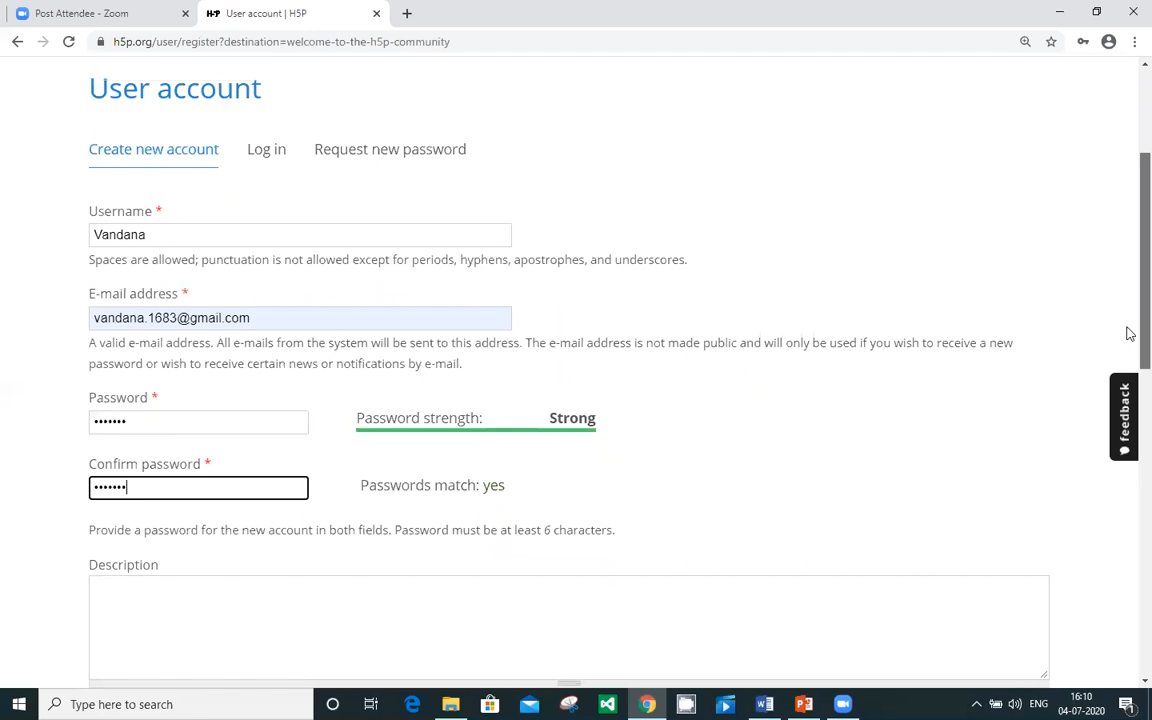 Post Attendee - Zoom
H-P User account | H5P
h5p.org/user/register?destination=welcome-to-the-h5p-community
User account
Create new account Log in Request new password
Username *
Vandana
Spaces are allowed; punctuation is not allowed except for periods, hyphens, apostrophes, and underscores.
E-mail address *
vandana.1683@gmail.com
A valid e-mail address. All e-mails from the system will be sent to this address. The e-mail address is not made public and will only be used if you wish to receive a new
password or wish to receive certain news or notifications by e-mail.
Password *
•••••••
Password strength: Strong
Confirm password *
•••••••
Passwords match: yes
Provide a password for the new account in both fields. Password must be at least 6 characters.
Description
feedback
Type here to search
ENG
16:10
04-07-2020
1